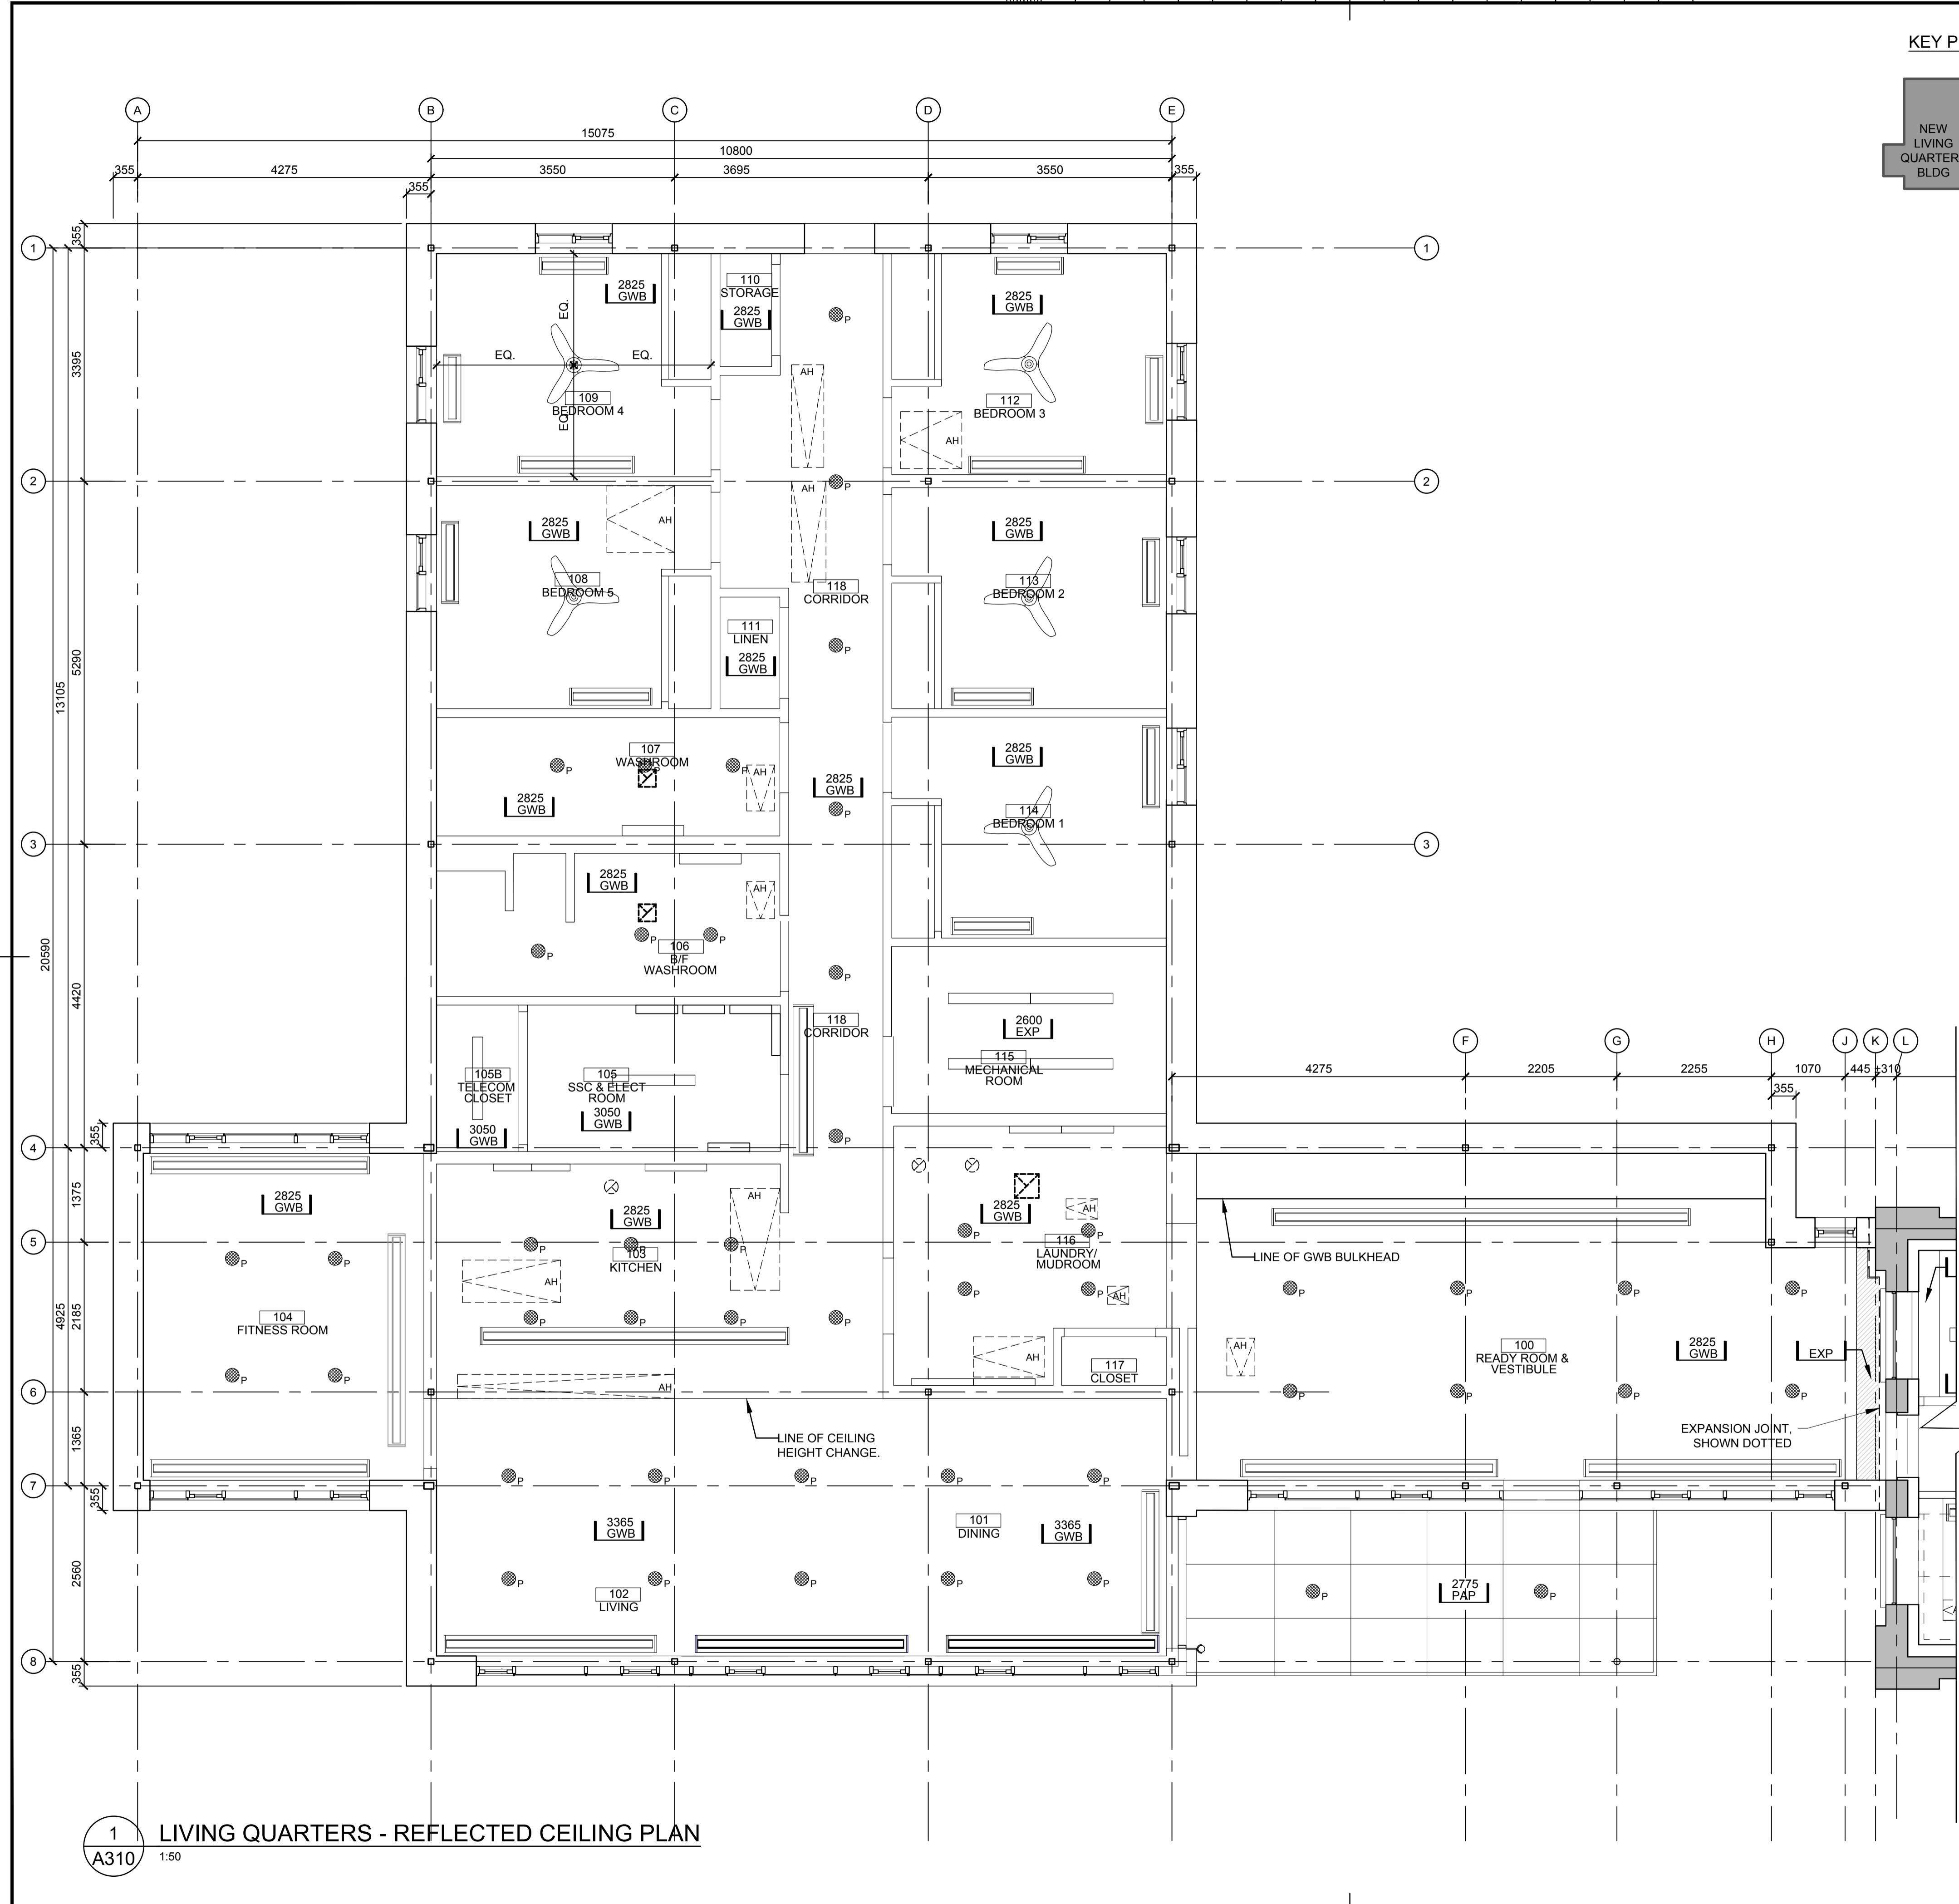 KEY P
NEW
LIVING
QUARTER
BLDG
A
B
C
D
E
15075
10800
355
4275
355
3550
3695
3550
355
355
1
1
2825
GWB
110
STORAGE
2825
GWB
P
2825
GWB
EQ.
EQ.
EQ.
EQ.
3395
AH
109
BEDROOM 4
112
BEDROOM 3
AH
2
2
P
AH
2825
GWB
AH
2825
GWB
108
BEDROOM 5
118
CORRIDOR
113
BEDROOM 2
111
LINEN
2825
GWB
P
5290
13105
107
WASHROOM
P
P
P
AH
2825
GWB
2825
GWB
P
2825
GWB
114
BEDROOM 1
3
3
2825
GWB
AH
P
P
P
106
B/F
WASHROOM
P
20590
4420
118
CORRIDOR
2600
EXP
115
MECHANICAL
ROOM
105B
TELECOM
CLOSET
3050
GWB
105
SSC & ELECT
ROOM
3050
GWB
F
G
H
J
K
L
4275
2205
2255
1070
445
±310
355
355
4
P
1375
2825
GWB
2825
GWB
AH
2825
GWB
AH
5
P
P
P
P
P
103
KITCHEN
AH
P
P
116
LAUNDRY/
MUDROOM
LINE OF GWB BULKHEAD
4925
2185
104
FITNESS ROOM
P
P
P
P
P
P
AH
P
P
P
P
AH
117
CLOSET
AH
100
READY ROOM &
VESTIBULE
2825
GWB
EXP
P
P
AH
6
P
P
P
P
1365
LINE OF CEILING
HEIGHT CHANGE.
EXPANSION JOINT,
SHOWN DOTTED
7
P
P
P
P
P
355
3365
GWB
101
DINING
3365
GWB
2560
P
P
P
P
P
102
LIVING
P
2775
PAP
P
8
355
1
A310
LIVING QUARTERS - REFLECTED CEILING PLAN
1:50